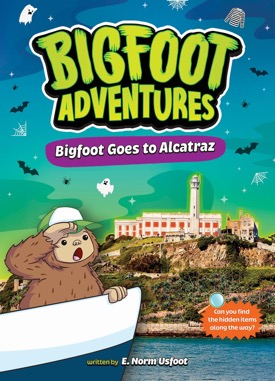 BIGFOOT
ADVENTURES
Bigfoot Goes to Alcatraz
Can you find
the hidden items
along the way?
written by E. Norm Usfoot